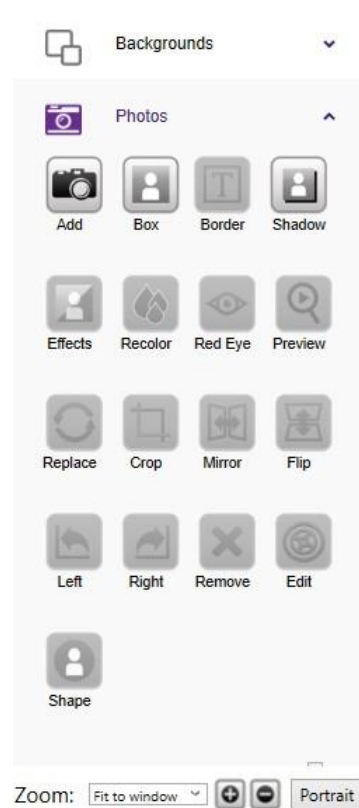 Backgrounds
Photos
Add Box Border Shadow
Effects Recolor Red Eye Preview
Replace Crop Mirror Flip
Left Right Remove Edit
Shape
Zoom: Fit to window Portrait